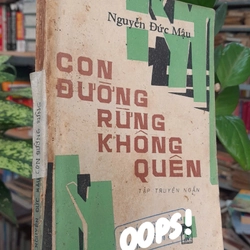 Nguyễn Đức Mậu
CON
ĐƯỜNG
RỪNG
KHÔNG
QUÊN
TẬP TRUYỆN NGẮN
OOPS!